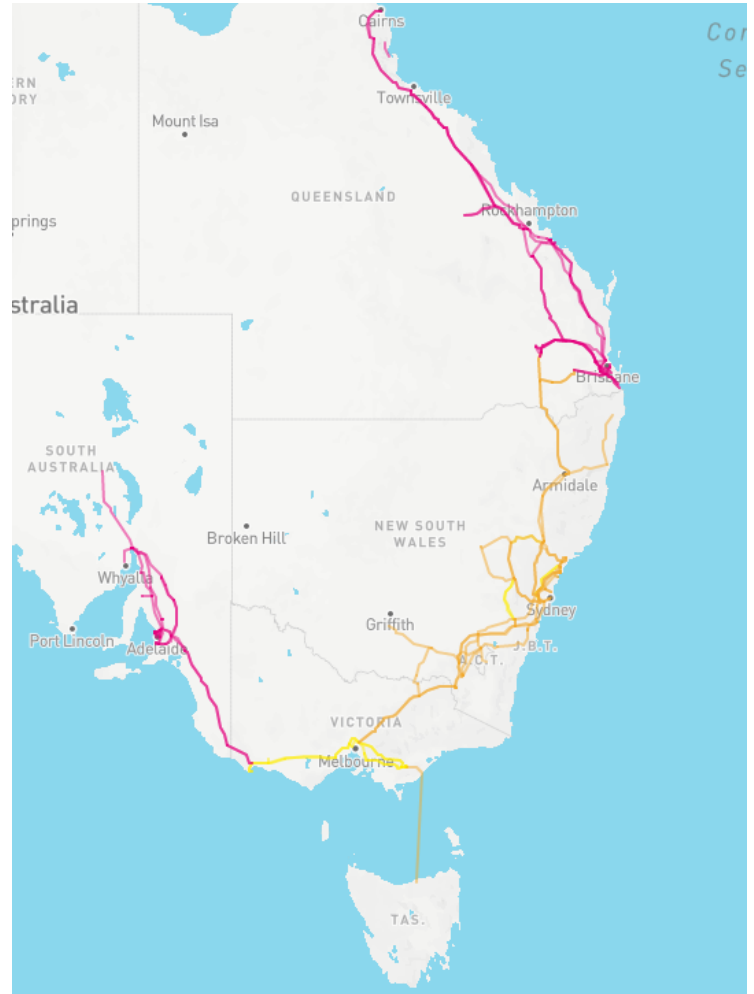 Cairns
Cor
Se
ERN
ORY
Townsville
Mount Isa
QUEENSLAND
Rockhampton
prings
stralia
Brisbane
SOUTH
AUSTRALIA
Armidale
NEW SOUTH
WALES
Broken Hill
Whyalla
Sydney
Griffith
Port Lincoln
Adelaide
J.B.T.
A.C.T.
VICTORIA
Melbourne
TAS.